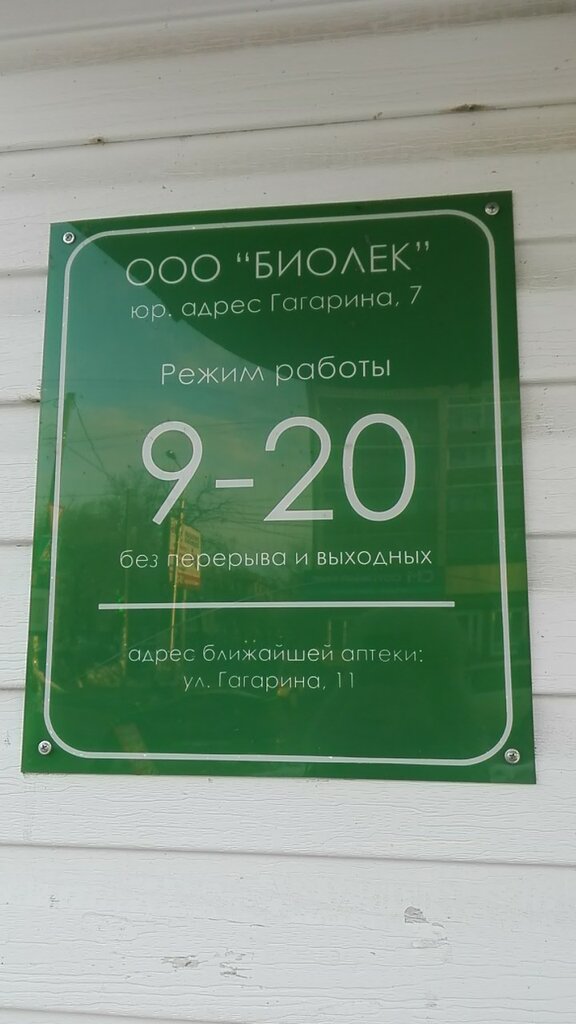 ООО “БИОЛЕК”
юр. адрес Гагарина, 7
Режим работы
9-20
без перерыва и выходных
адрес ближайшей аптеки:
ул. Гагарина, 11